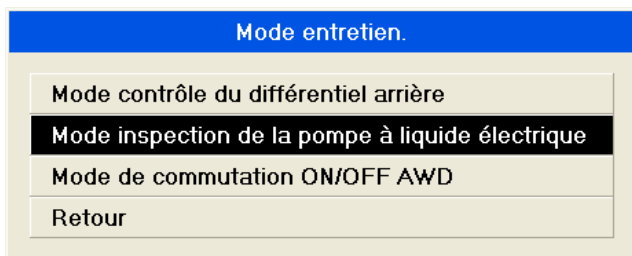 Mode entretien.
Mode contrôle du différentiel arrière
Mode inspection de la pompe à liquide électrique
Mode de commutation ON/OFF AWD
Retour